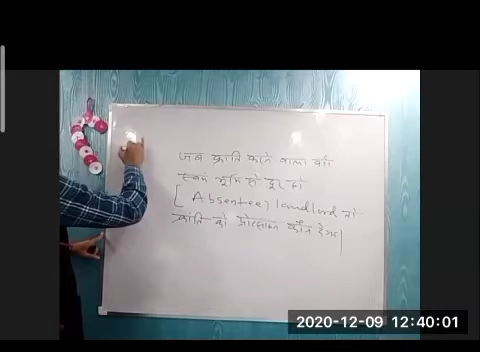 जब क्रांति करने वाला वर्ग
स्वयं भूमि से दूर हो
[Absentee) landlord तो
क्रांति को प्रोत्साहन कौन देगा|
2020-12-09 12:40:01